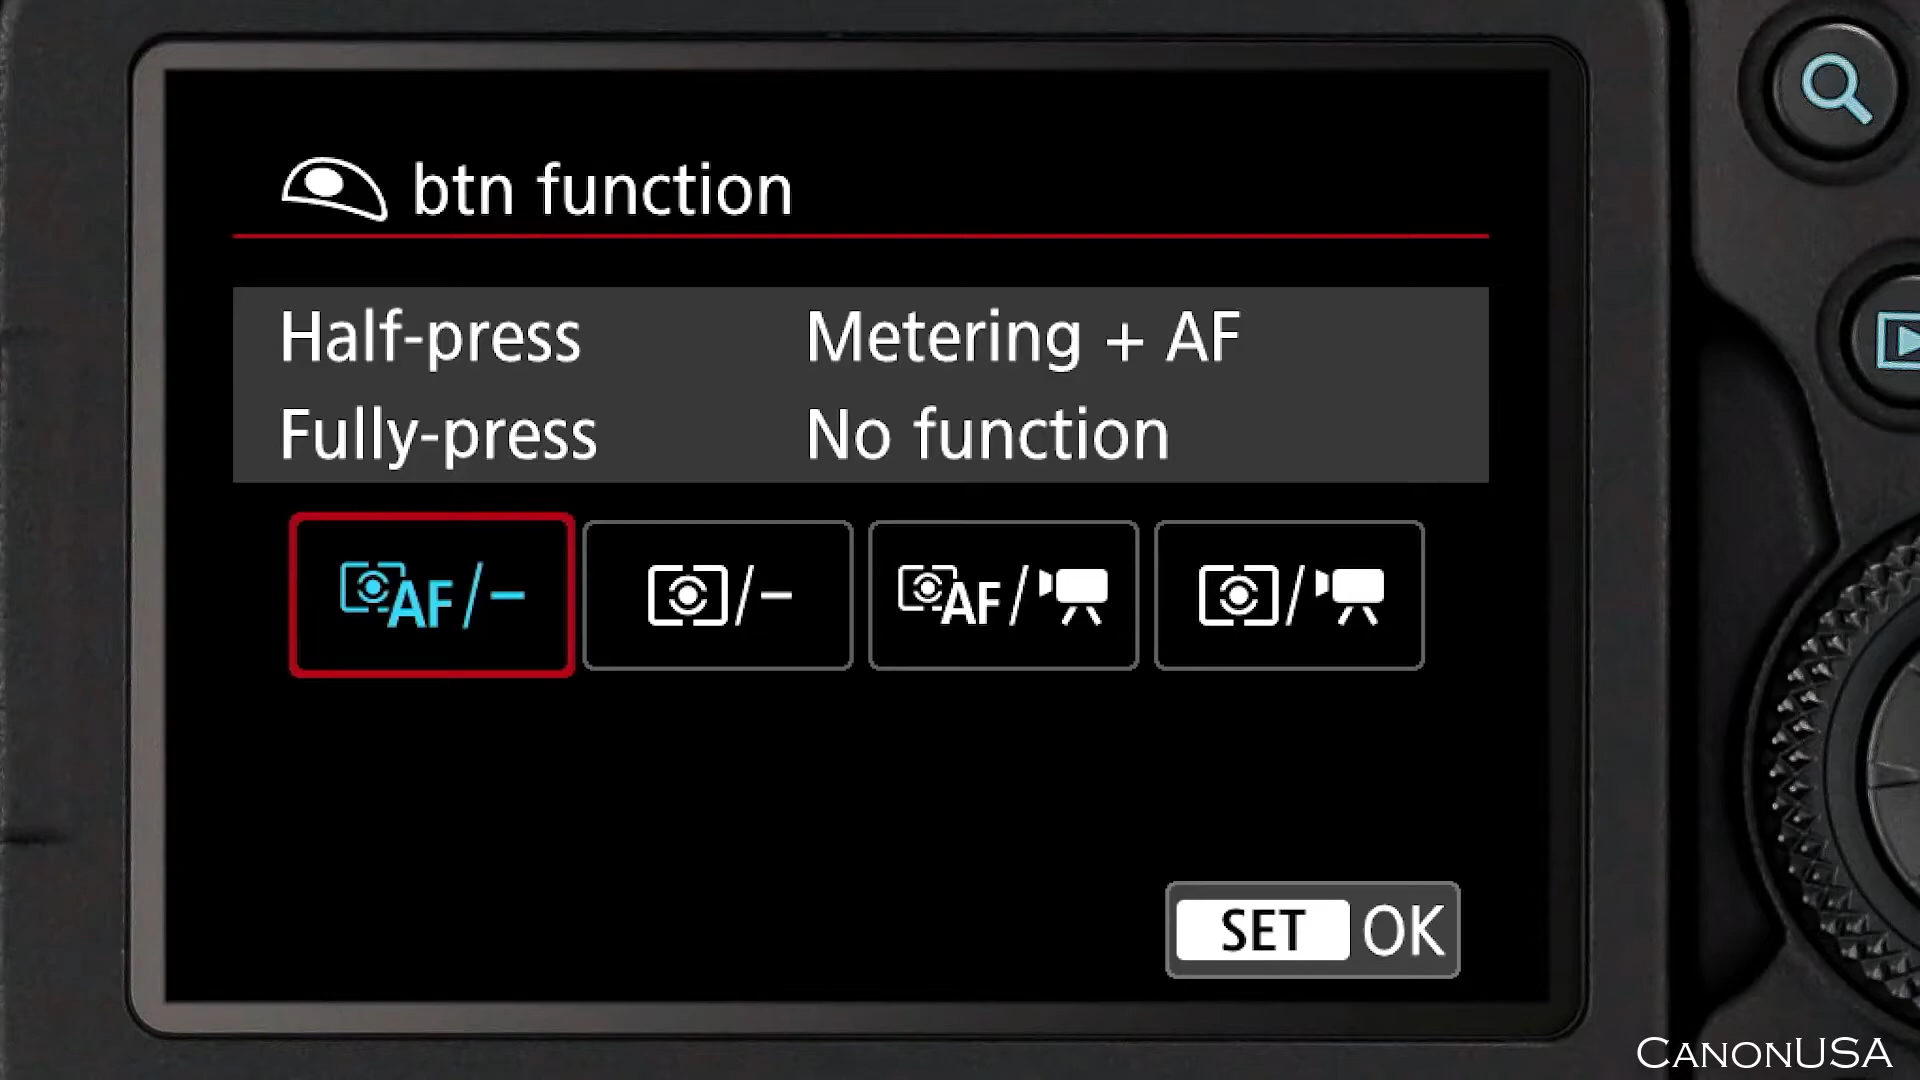 btn function
Half-press Metering + AF
Fully-press No function
AF/– /– AF/ /
SET OK
CANONUSA